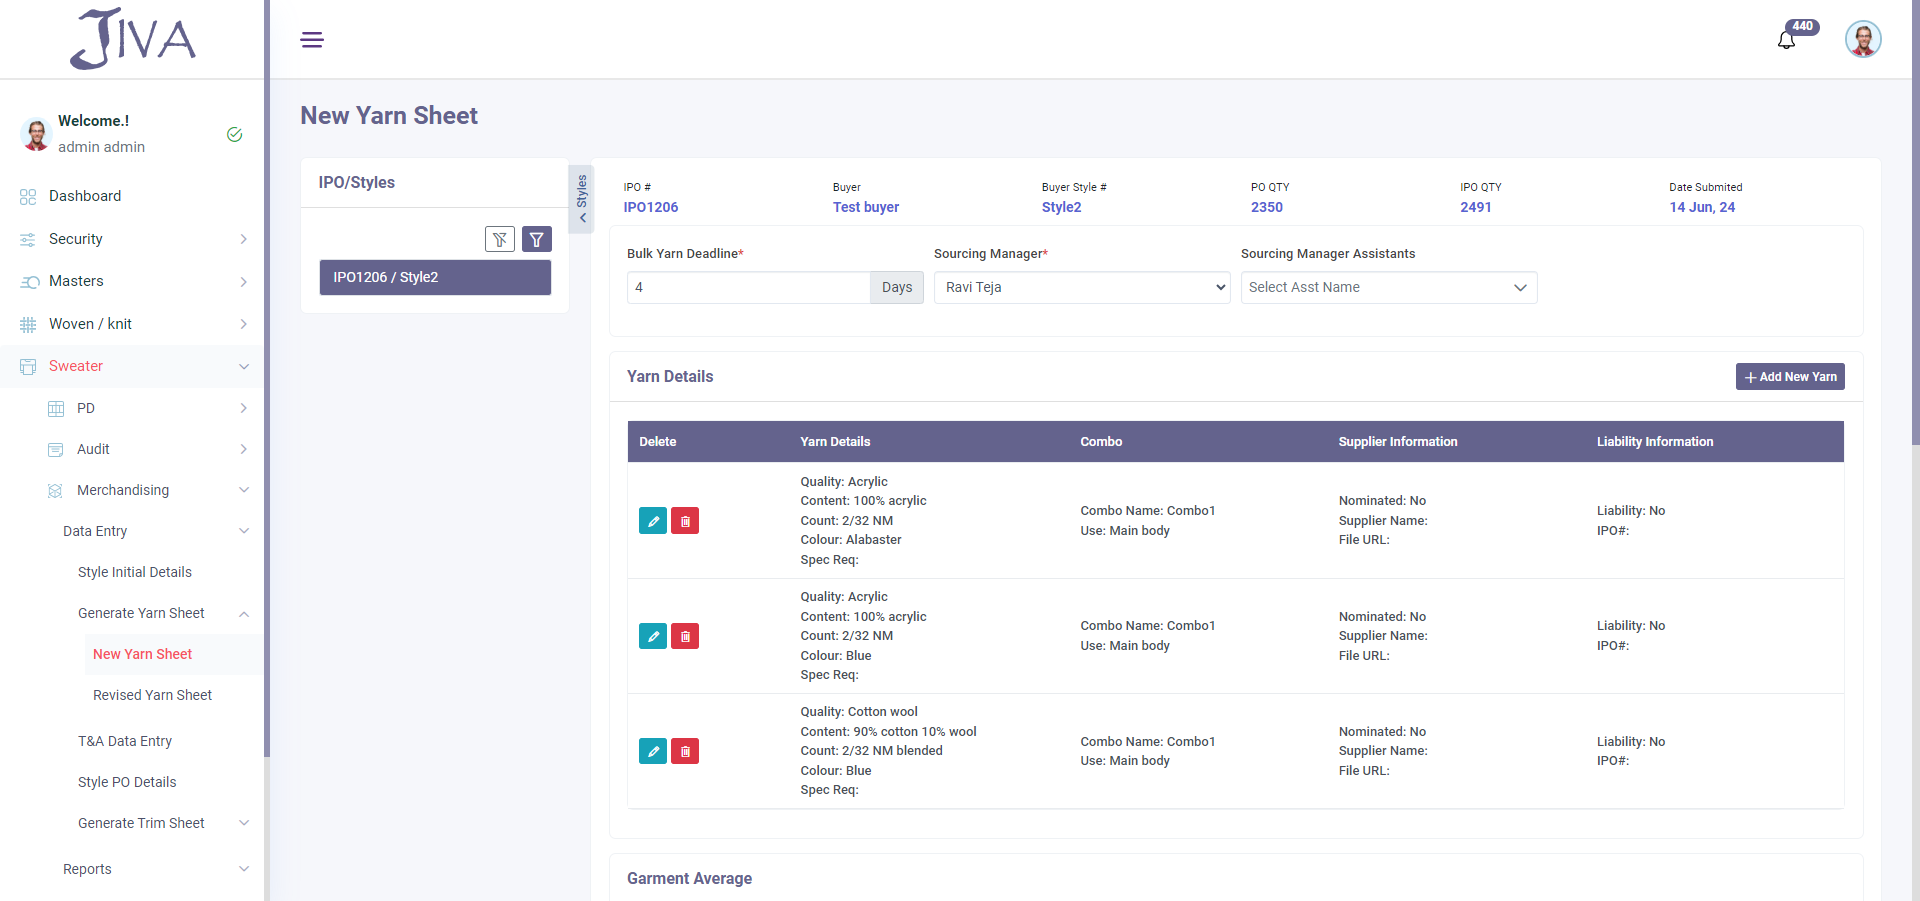 JIVA
440
Welcome.!
admin admin
Dashboard
Security
Masters
Woven / knit
Sweater
PD
Audit
Merchandising
Data Entry
Style Initial Details
Generate Yarn Sheet
New Yarn Sheet
Revised Yarn Sheet
T&A Data Entry
Style PO Details
Generate Trim Sheet
Reports
New Yarn Sheet
IPO/Styles
IPO1206 / Style2
Styles
IPO # Buyer Buyer Style # PO QTY IPO QTY Date Submited
IPO1206 Test buyer Style2 2350 2491 14 Jun, 24
Bulk Yarn Deadline* Sourcing Manager* Sourcing Manager Assistants
4 Days Ravi Teja Select Asst Name
Yarn Details
Add New Yarn
Delete Yarn Details Combo Supplier Information Liability Information
Quality: Acrylic
Content: 100% acrylic
Count: 2/32 NM
Colour: Alabaster
Spec Req:
Combo Name: Combo1
Use: Main body
Nominated: No
Supplier Name:
File URL:
Liability: No
IPO#:
Quality: Acrylic
Content: 100% acrylic
Count: 2/32 NM
Colour: Blue
Spec Req:
Combo Name: Combo1
Use: Main body
Nominated: No
Supplier Name:
File URL:
Liability: No
IPO#:
Quality: Cotton wool
Content: 90% cotton 10% wool
Count: 2/32 NM blended
Colour: Blue
Spec Req:
Combo Name: Combo1
Use: Main body
Nominated: No
Supplier Name:
File URL:
Liability: No
IPO#:
Garment Average